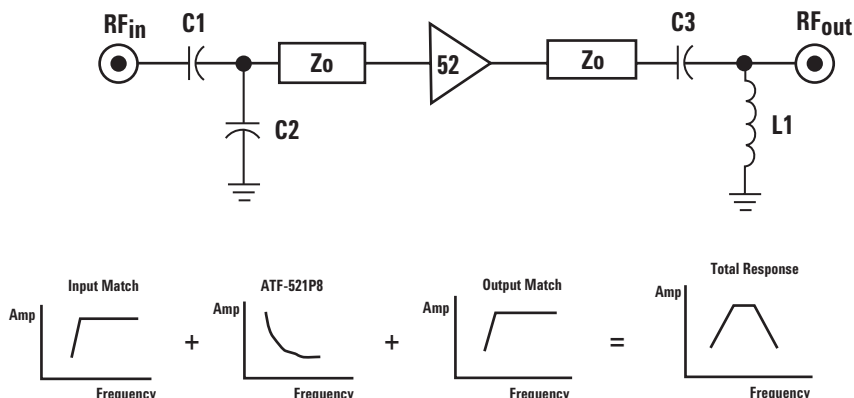 RFin C1 C3 RFout
Zo 52 Zo
C2 L1
Input Match ATF-521P8 Output Match Total Response
Amp Amp Amp Amp
+ + =
Frequency Frequency Frequency Frequency